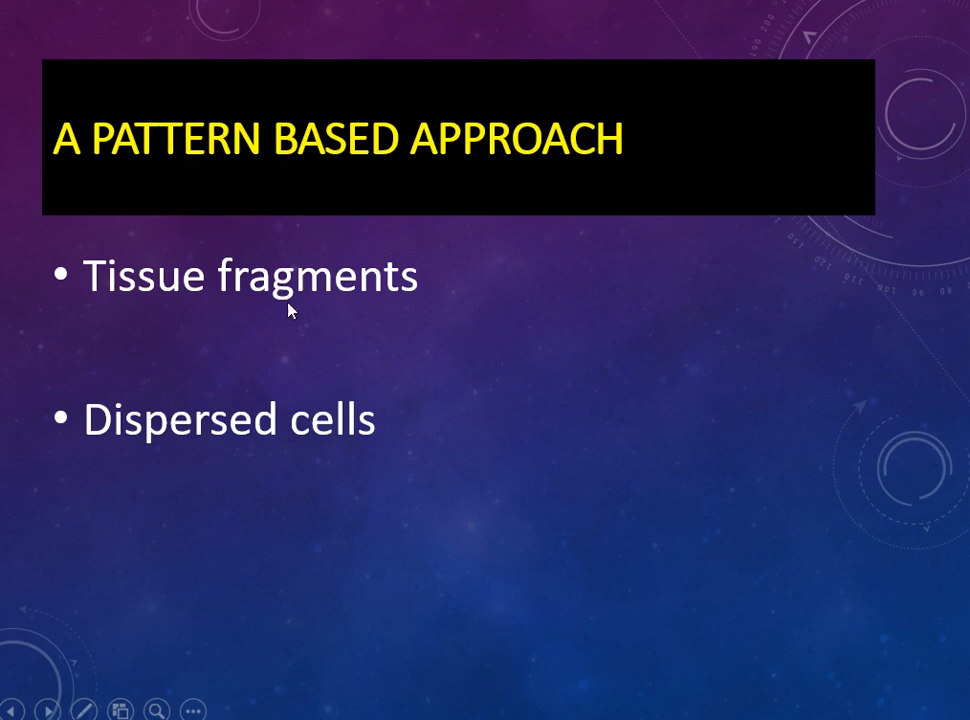 A PATTERN BASED APPROACH
• Tissue fragments
• Dispersed cells